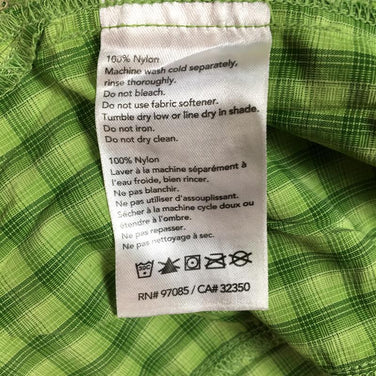 100% Nylon
Machine wash cold separately,
rinse thoroughly.
Do not bleach.
Do not use fabric softener.
Tumble dry low or line dry in shade.
Do not iron.
Do not dry clean.
100% Nylon
Laver à la machine séparément à
l'eau froide, bien rincer.
Ne pas blanchir.
Ne pas utiliser d'assouplissant.
Sécher à la machine cycle doux ou
étendre à l'ombre.
Ne pas repasser.
Ne pas nettoyage à sec.
RN# 97085 / CA# 32350